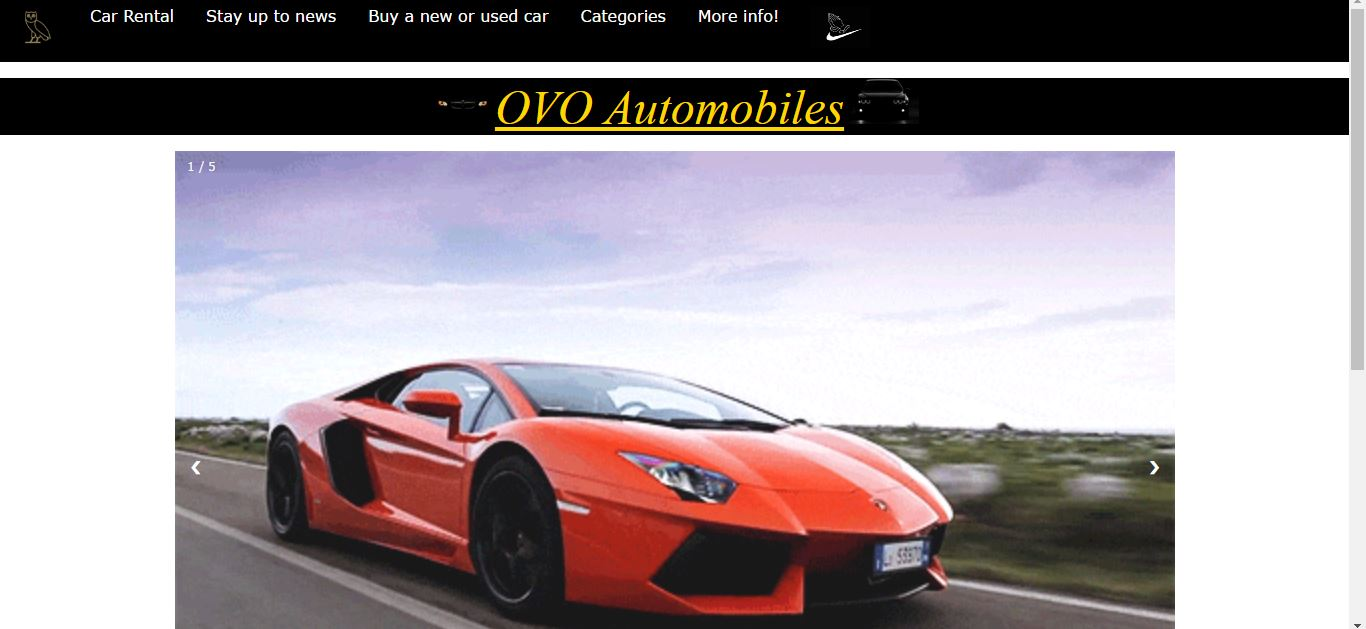 Car Rental Stay up to news Buy a new or used car Categories More info!
OVO Automobiles
1 / 5